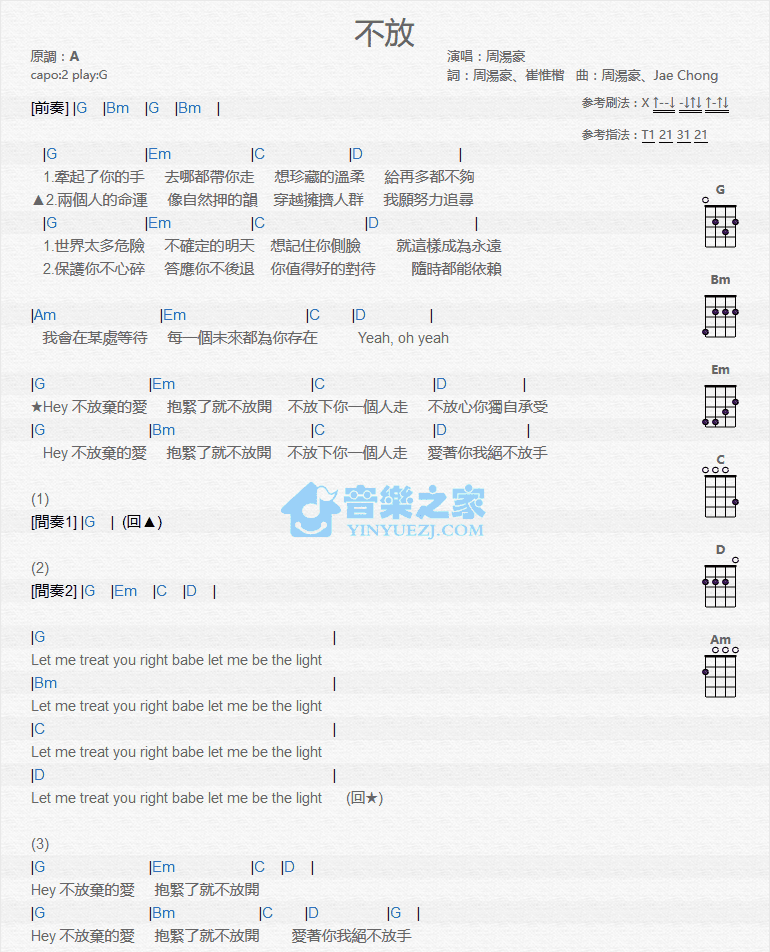 不放
原調：A
capo:2 play:G
演唱：周湯豪
詞：周湯豪、崔惟楷 曲：周湯豪、Jae Chong
參考刷法：X ↑--↓ -↓↑↓ ↑-↑↓
參考指法：T1 21 31 21
[前奏] |G |Bm |G |Bm |
|G |Em |C |D |
1.牽起了你的手 去哪都帶你走 想珍藏的溫柔 給再多都不夠
▲2.兩個人的命運 像自然押的韻 穿越擁擠人群 我願努力追尋
|G |Em |C |D |
1.世界太多危險 不確定的明天 想記住你側臉 就這樣成為永遠
2.保護你不心碎 答應你不後退 你值得好的對待 隨時都能依賴
|Am |Em |C |D |
我會在某處等待 每一個未來都為你存在 Yeah, oh yeah
|G |Em |C |D |
★Hey 不放棄的愛 抱緊了就不放開 不放下你一個人走 不放心你獨自承受
|G |Bm |C |D |
Hey 不放棄的愛 抱緊了就不放開 不放下你一個人走 愛著你我絕不放手
(1)
[間奏1] |G | (回▲)
(2)
[間奏2] |G |Em |C |D |
|G |
Let me treat you right babe let me be the light
|Bm |
Let me treat you right babe let me be the light
|C |
Let me treat you right babe let me be the light
|D |
Let me treat you right babe let me be the light (回★)
(3)
|G |Em |C |D |
Hey 不放棄的愛 抱緊了就不放開
|G |Bm |C |D |G |
Hey 不放棄的愛 抱緊了就不放開 愛著你我絕不放手
G
Bm
Em
C
D
Am
音樂之家
YINYUEZJ.COM